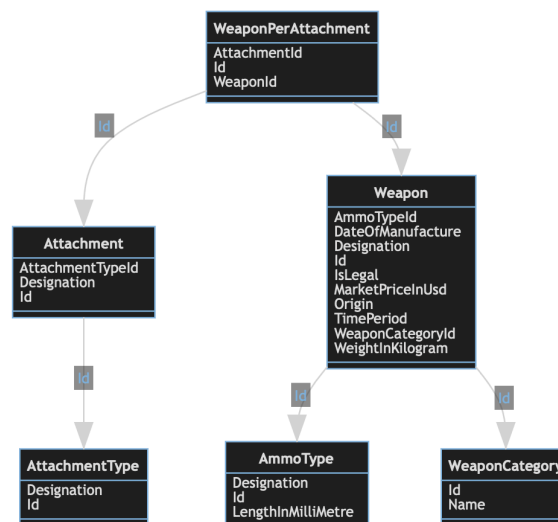 WeaponPerAttachment
AttachmentId
Id
WeaponId
Id
Id
Attachment
AttachmentTypeId
Designation
Id
Weapon
AmmoTypeId
DateOfManufacture
Designation
Id
IsLegal
MarketPriceInUsd
Origin
TimePeriod
WeaponCategoryId
WeightInKilogram
Id
Id
Id
AttachmentType
Designation
Id
AmmoType
Designation
Id
LengthInMilliMetre
WeaponCategory
Id
Name